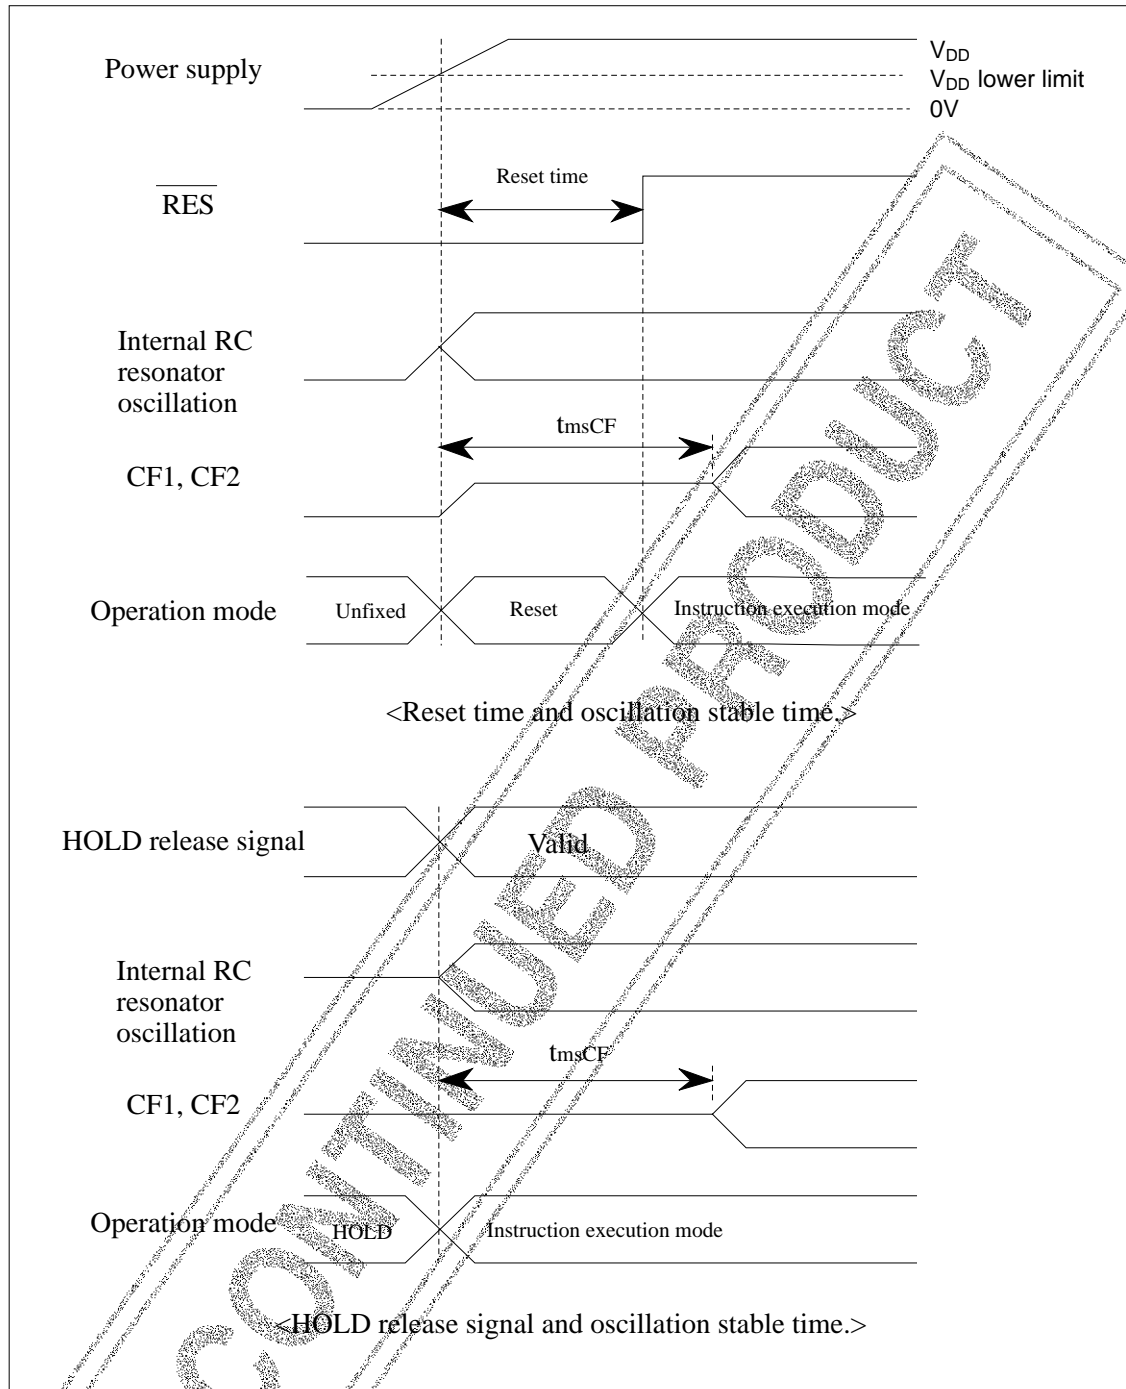 Power supply
VDD
VDD lower limit
0V
RES
Reset time
Internal RC
resonator
oscillation
tmsCF
CF1, CF2
Operation mode
Unfixed
Reset
Instruction execution mode
<Reset time and oscillation stable time.>
HOLD release signal
Valid
Internal RC
resonator
oscillation
tmsCF
CF1, CF2
Operation mode
HOLD
Instruction execution mode
<HOLD release signal and oscillation stable time.>
CONTINUED PRODUCT